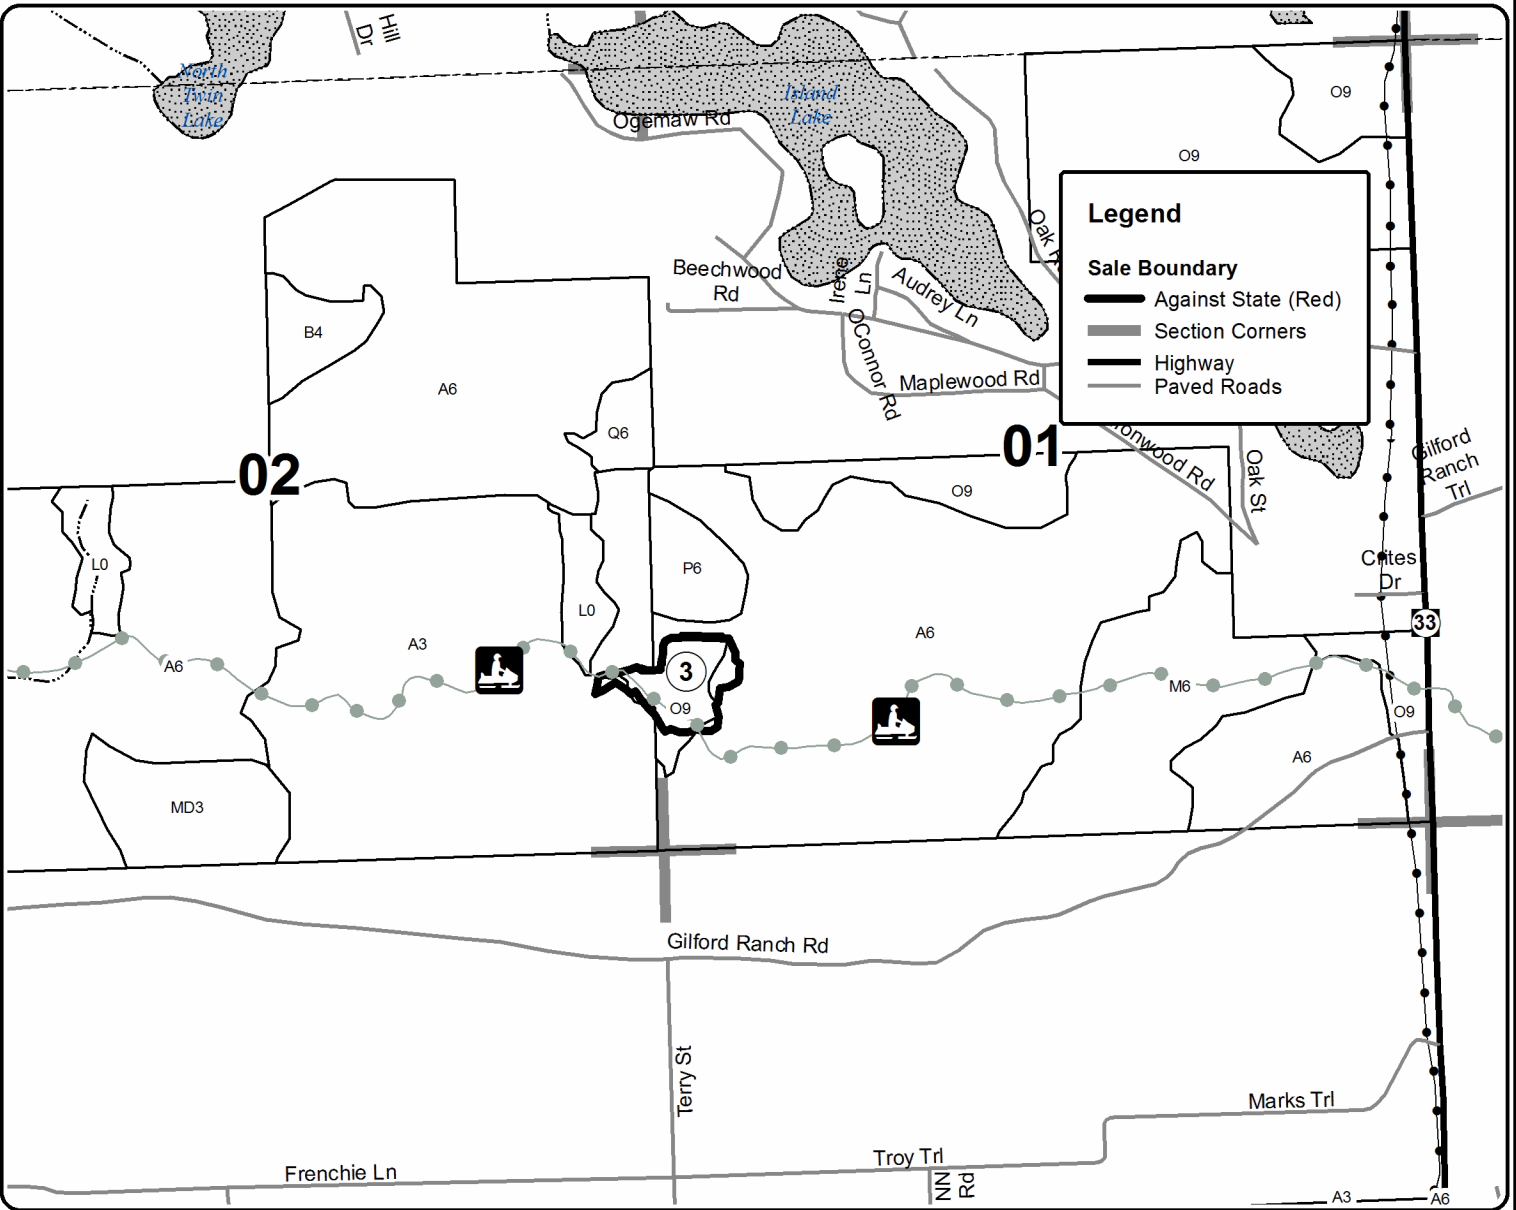 Hill
Dr
North
Twin
Lake
Island
Lake
Ogemaw Rd
O9
O9
Oak R
Legend
Sale Boundary
Against State (Red)
Section Corners
Highway
Paved Roads
Beechwood
Rd
Irene
Ln
Audrey Ln
OConnor Rd
Maplewood Rd
B4
A6
Q6
02
01
ronwood Rd
Oak St
Gilford
Ranch
Trl
O9
L0
P6
Crites
Dr
L0
33
A3
A6
A6
3
M6
O9
O9
A6
MD3
Gilford Ranch Rd
Terry St
Marks Trl
Troy Trl
Frenchie Ln
NN
Rd
A3
A6